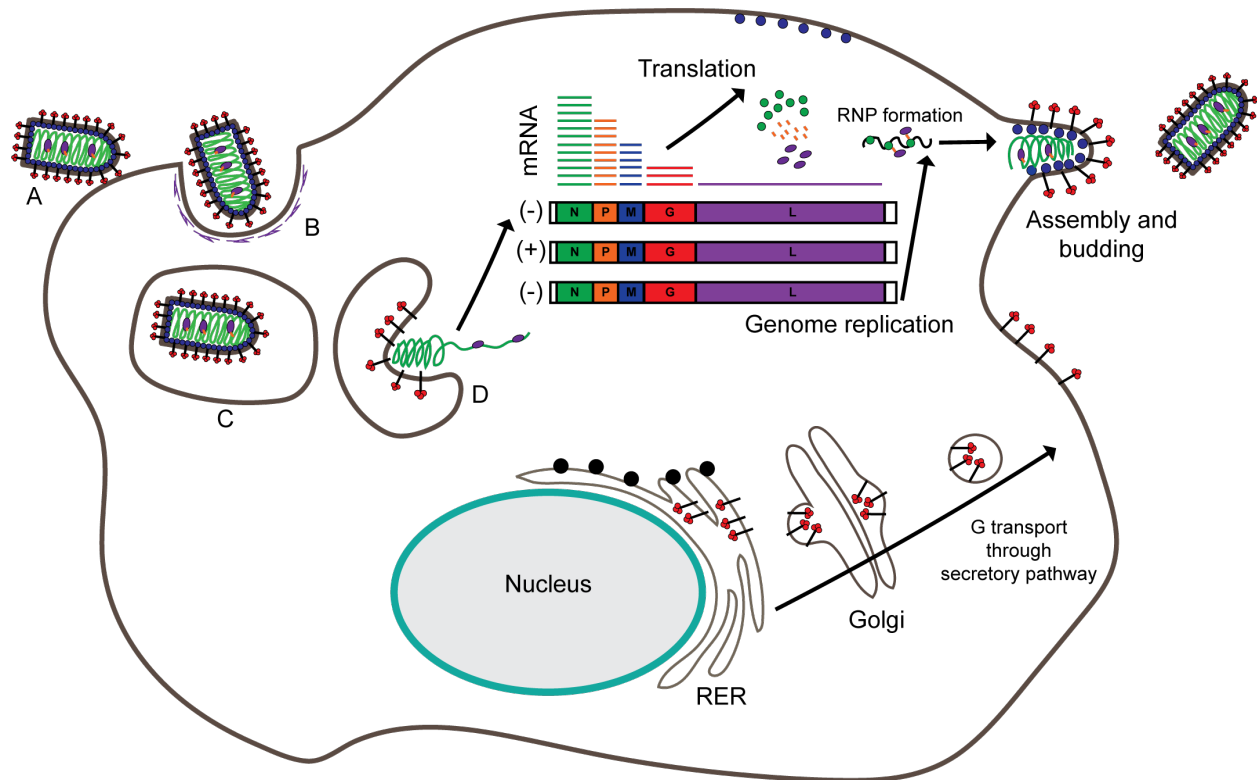 Translation
mRNA
RNP formation
A
B
(-) N P M G L
(+) N P M G L
(-) N P M G L
Genome replication
Assembly and
budding
C
D
Nucleus
RER
Golgi
G transport
through
secretory pathway